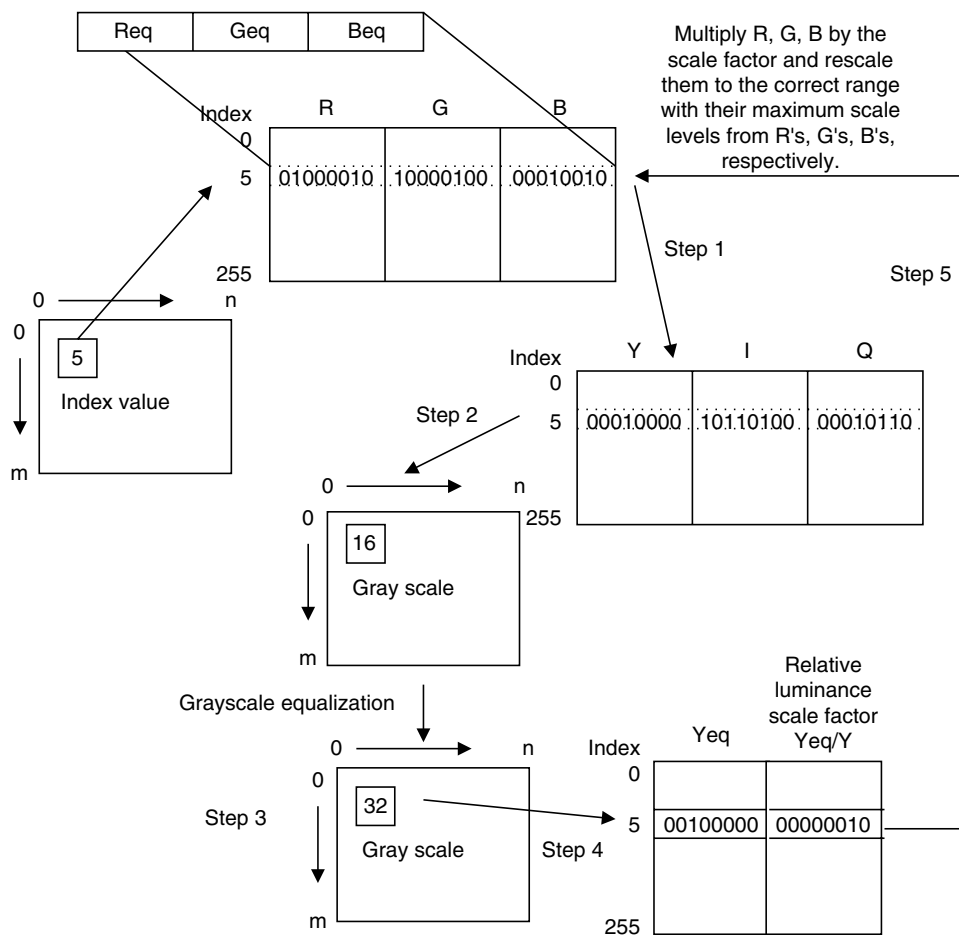 Req Geq Beq
Multiply R, G, B by the
scale factor and rescale
them to the correct range
with their maximum scale
levels from R's, G's, B's,
respectively.
Index R G B
0
5 01000010 10000100 00010010
255
Step 1
Step 5
0 n
0
5
Index value
m
Index Y I Q
0
5 00010000 10110100 00010110
255
Step 2
0 n
0
16
Gray scale
m
Grayscale equalization
0 n
0
32
Gray scale
m
Step 3
Step 4
Relative
luminance
scale factor
Index Yeq Yeq/Y
0
5 00100000 00000010
255